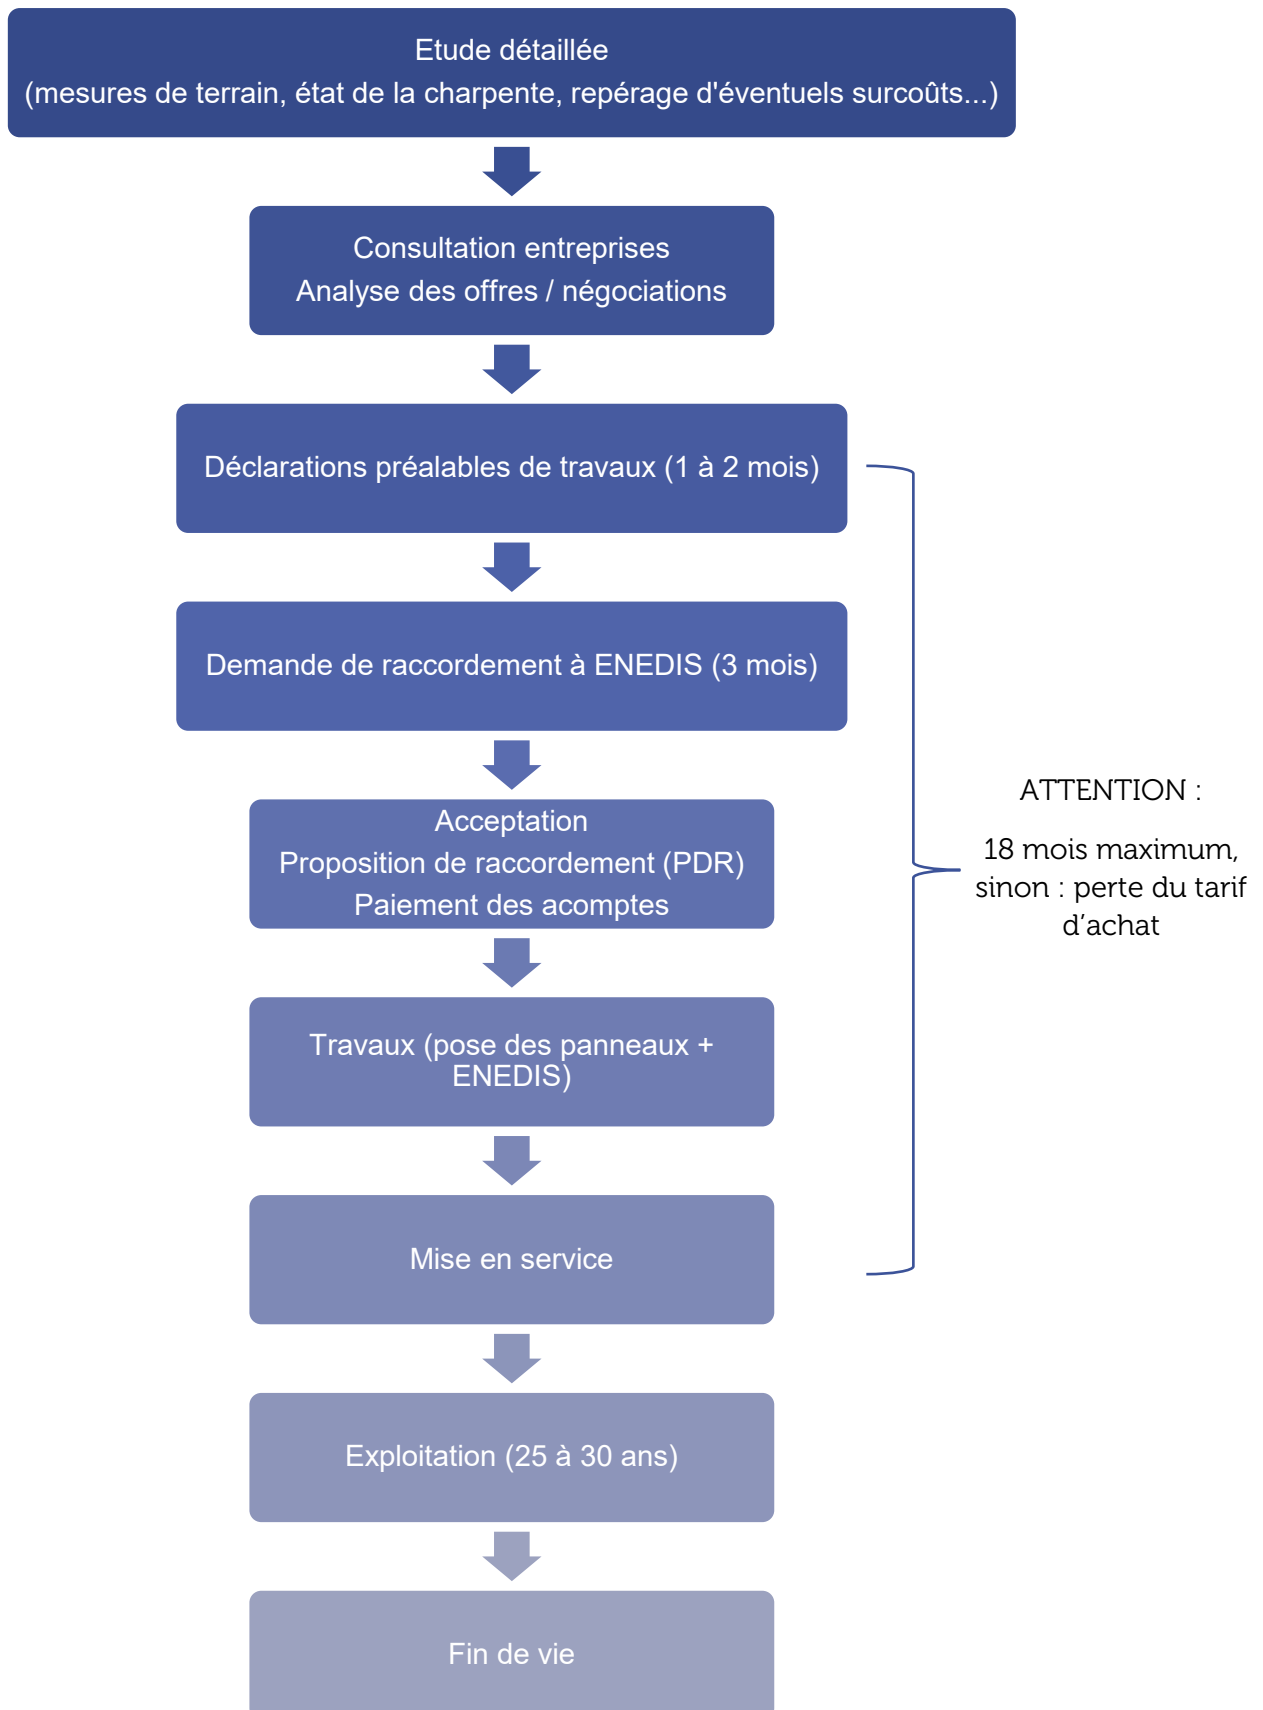 Etude détaillée
(mesures de terrain, état de la charpente, repérage d'éventuels surcoûts...)
Consultation entreprises
Analyse des offres / négociations
Déclarations préalables de travaux (1 à 2 mois)
Demande de raccordement à ENEDIS (3 mois)
Acceptation
Proposition de raccordement (PDR)
Paiement des acomptes
Travaux (pose des panneaux +
ENEDIS)
Mise en service
Exploitation (25 à 30 ans)
Fin de vie
ATTENTION :
18 mois maximum,
sinon : perte du tarif
d’achat